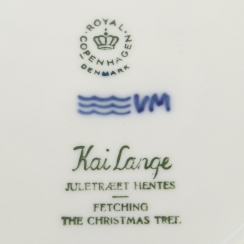 ROYAL
COPENHAGEN
DENMARK
VM
Kai Lange
JULETRÆET HENTES
FETCHING
THE CHRISTMAS TREE